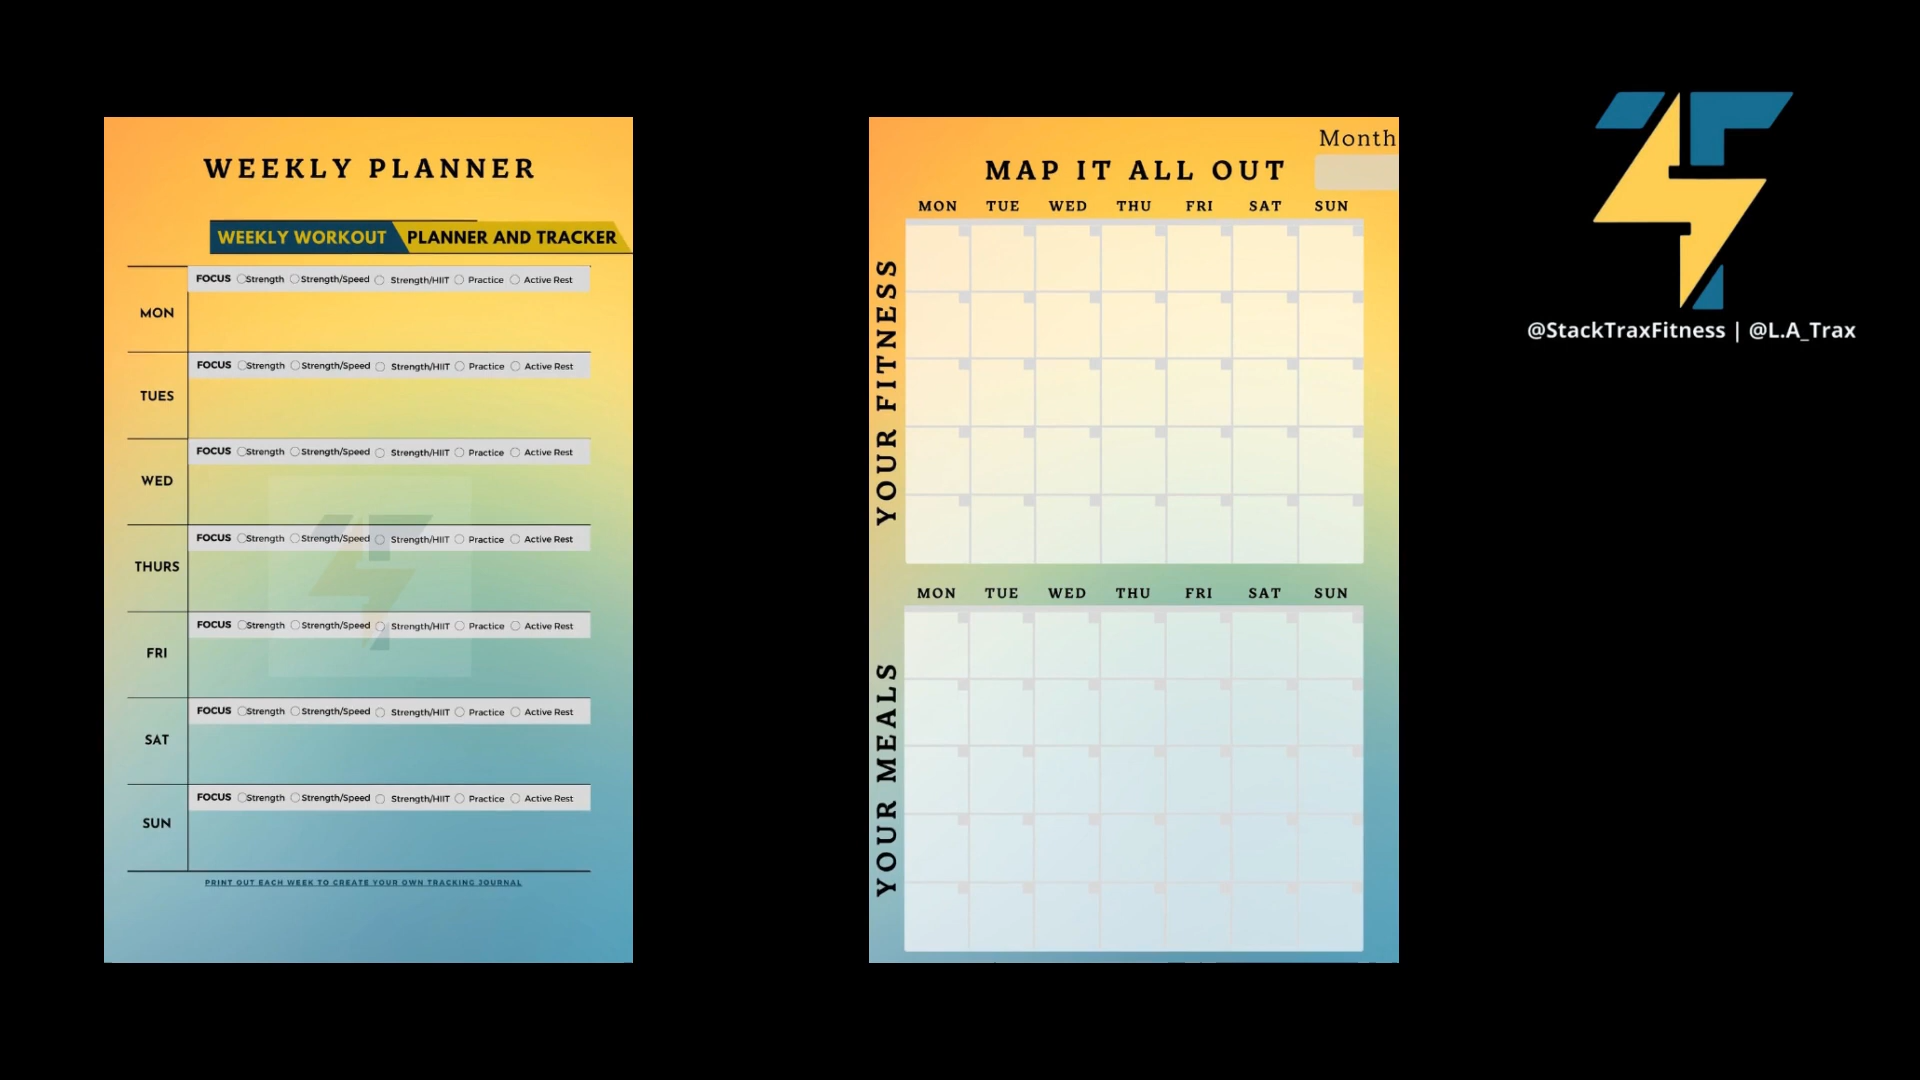 WEEKLY PLANNER
WEEKLY WORKOUT PLANNER AND TRACKER
MON
FOCUS Strength Strength/Speed Strength/HIIT Practice Active Rest
TUES
FOCUS Strength Strength/Speed Strength/HIIT Practice Active Rest
WED
FOCUS Strength Strength/Speed Strength/HIIT Practice Active Rest
THURS
FOCUS Strength Strength/Speed Strength/HIIT Practice Active Rest
FRI
FOCUS Strength Strength/Speed Strength/HIIT Practice Active Rest
SAT
FOCUS Strength Strength/Speed Strength/HIIT Practice Active Rest
SUN
FOCUS Strength Strength/Speed Strength/HIIT Practice Active Rest
PRINT OUT EACH WEEK TO CREATE YOUR OWN TRACKING JOURNAL
Month
MAP IT ALL OUT
MON TUE WED THU FRI SAT SUN
YOUR FITNESS
MON TUE WED THU FRI SAT SUN
YOUR MEALS
@StackTraxFitness | @L.A_Trax